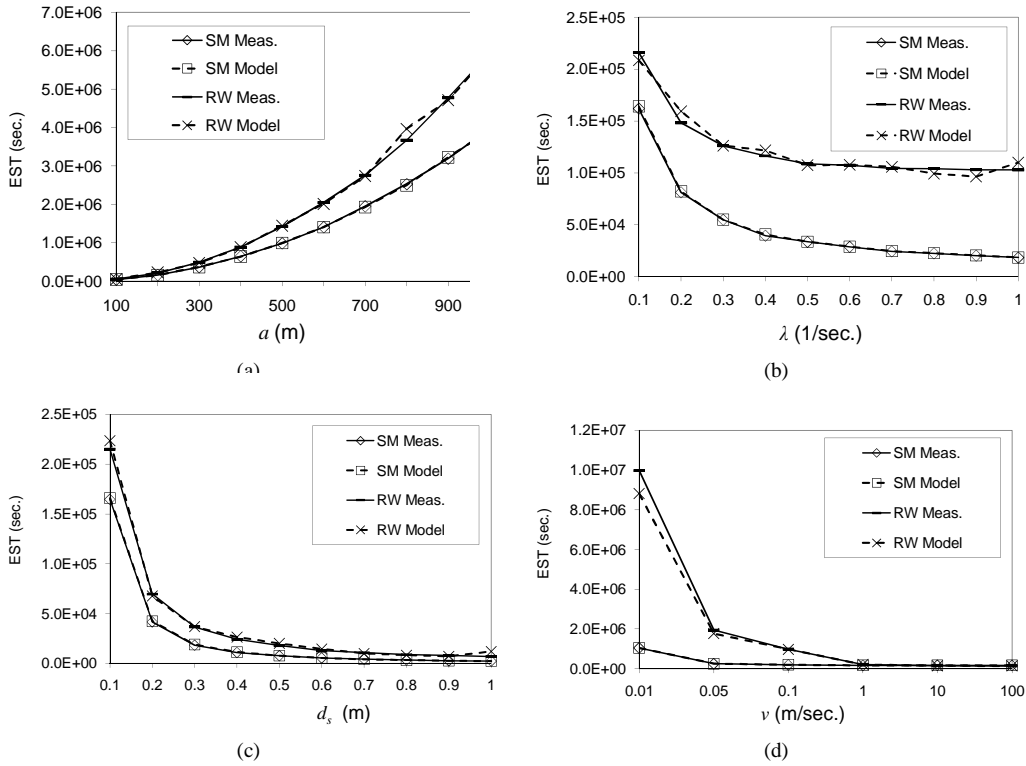 7.0E+06
6.0E+06
5.0E+06
4.0E+06
3.0E+06
2.0E+06
1.0E+06
0.0E+00
EST (sec.)
SM Meas.
SM Model
RW Meas.
RW Model
100 200 300 400 500 600 700 800 900
a (m)
(a)
2.5E+05
2.0E+05
1.5E+05
1.0E+05
5.0E+04
0.0E+00
EST (sec.)
SM Meas.
SM Model
RW Meas.
RW Model
0.1 0.2 0.3 0.4 0.5 0.6 0.7 0.8 0.9 1
λ (1/sec.)
(b)
2.5E+05
2.0E+05
1.5E+05
1.0E+05
5.0E+04
0.0E+00
EST (sec.)
SM Meas.
SM Model
RW Meas.
RW Model
0.1 0.2 0.3 0.4 0.5 0.6 0.7 0.8 0.9 1
d_s (m)
(c)
1.2E+07
1.0E+07
8.0E+06
6.0E+06
4.0E+06
2.0E+06
0.0E+00
EST (sec.)
SM Meas.
SM Model
RW Meas.
RW Model
0.01 0.05 0.1 1 10 100
v (m/sec.)
(d)